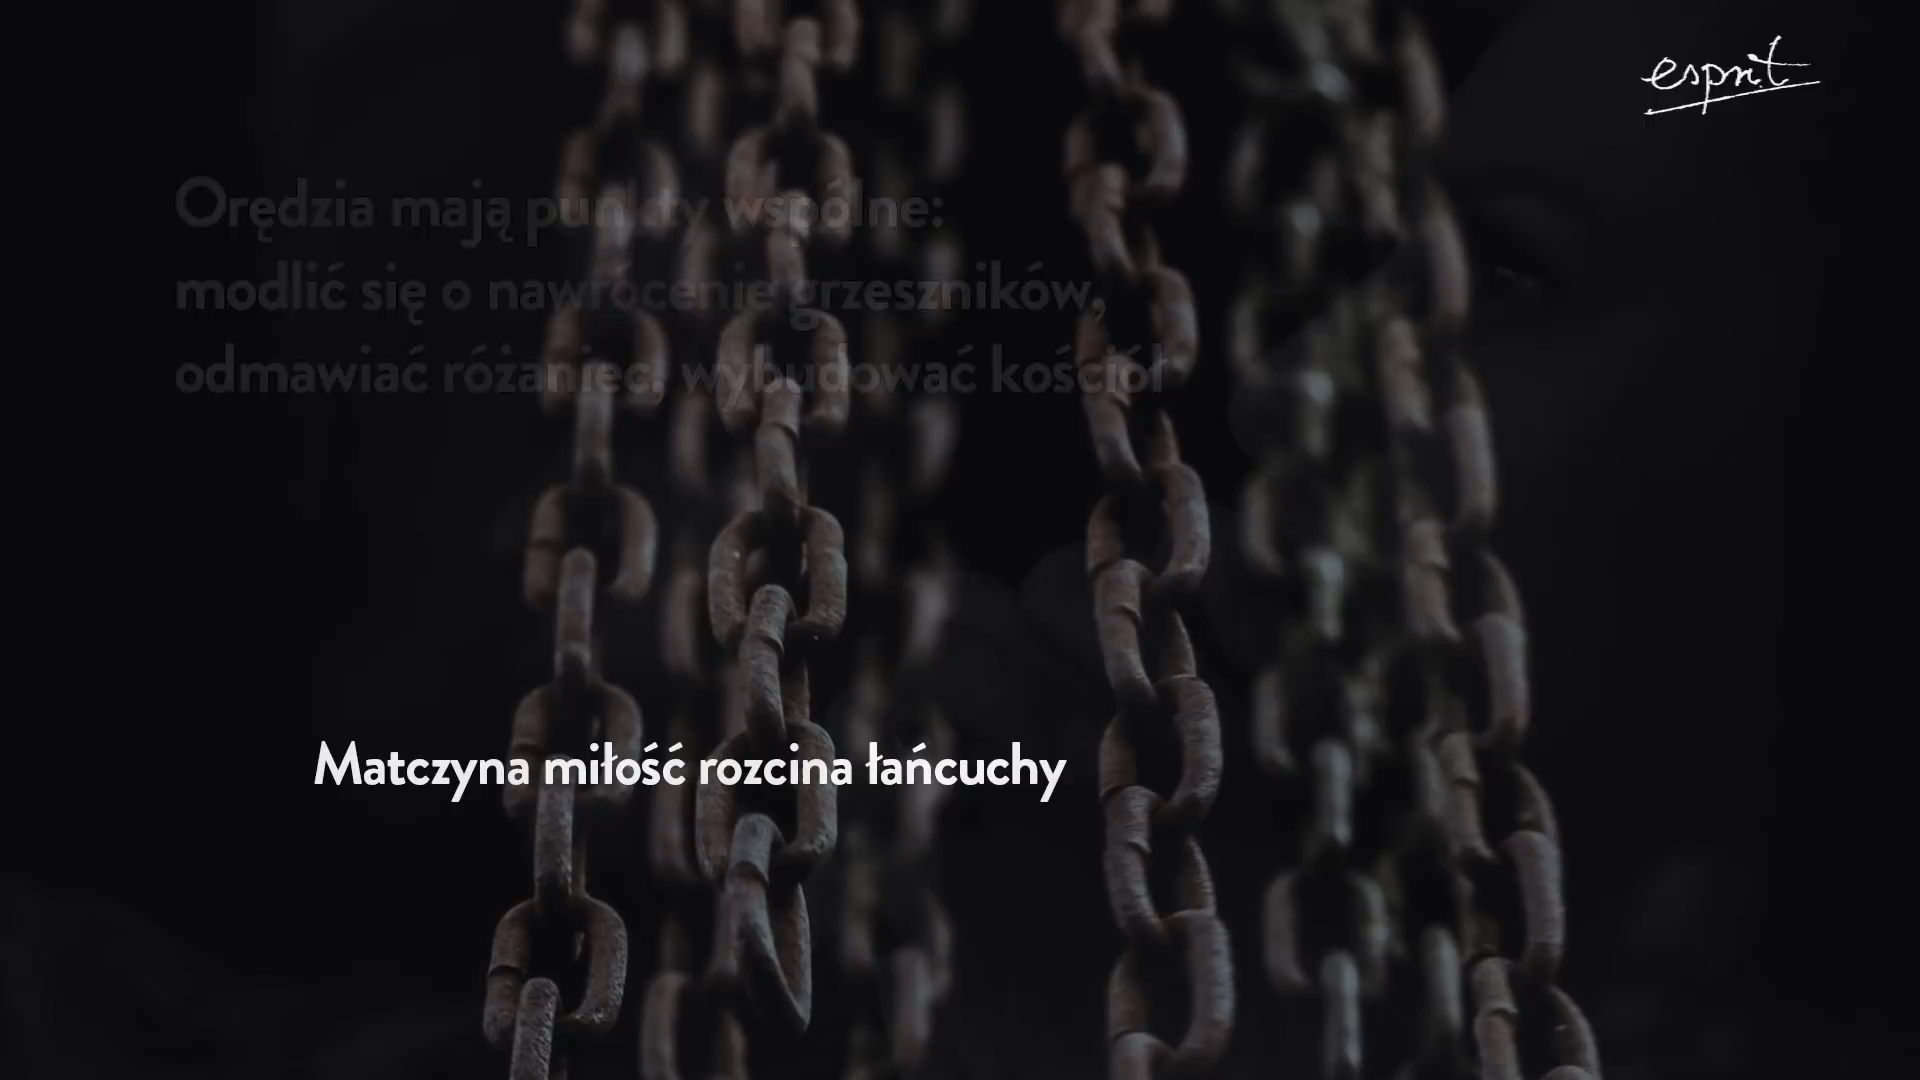 esprit
Orędzia mają punkty wspólne:
modlić się o nawrócenie grzeszników,
odmawiać różaniec, wybudować kościół
Matczyna miłość rozcina łańcuchy